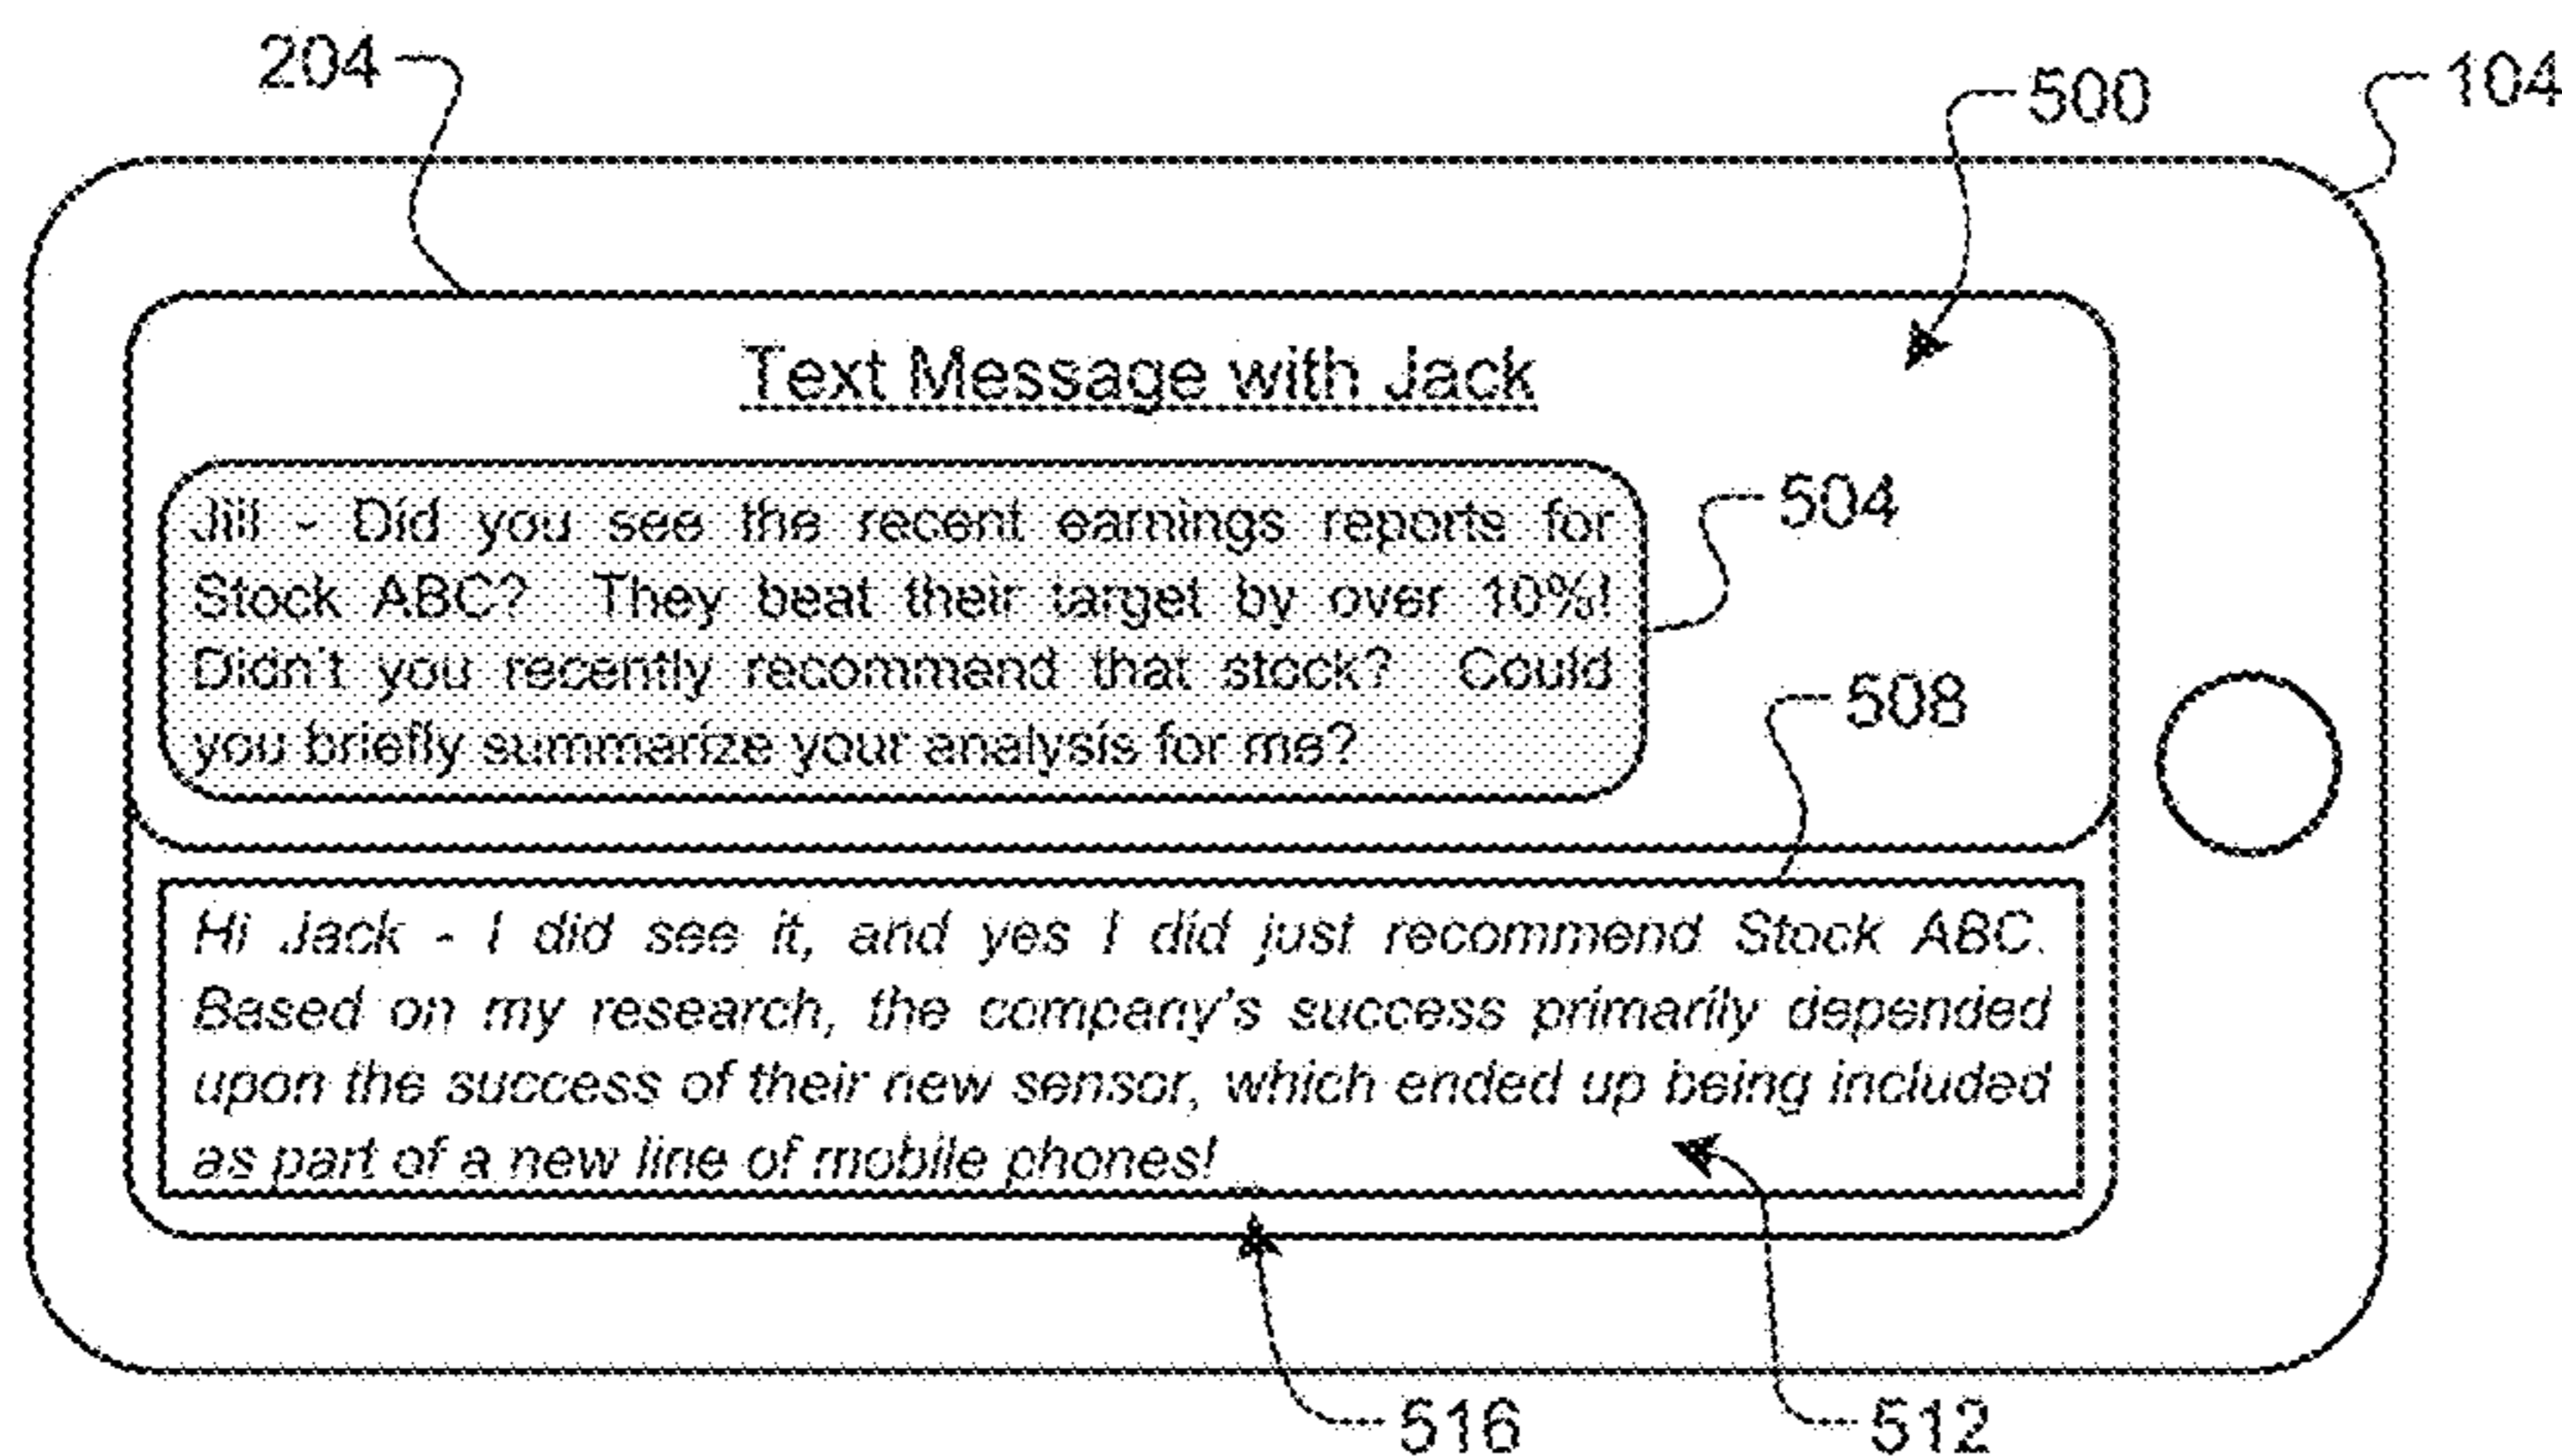 204
500
104
Text Message with Jack
Jill - Did you see the recent earnings reports for
Stock ABC? They beat their target by over 10%!
Didn't you recently recommend that stock? Could
you briefly summarize your analysis for me?
504
508
Hi Jack - I did see it, and yes I did just recommend Stock ABC.
Based on my research, the company's success primarily depended
upon the success of their new sensor, which ended up being included
as part of a new line of mobile phones!
516
512